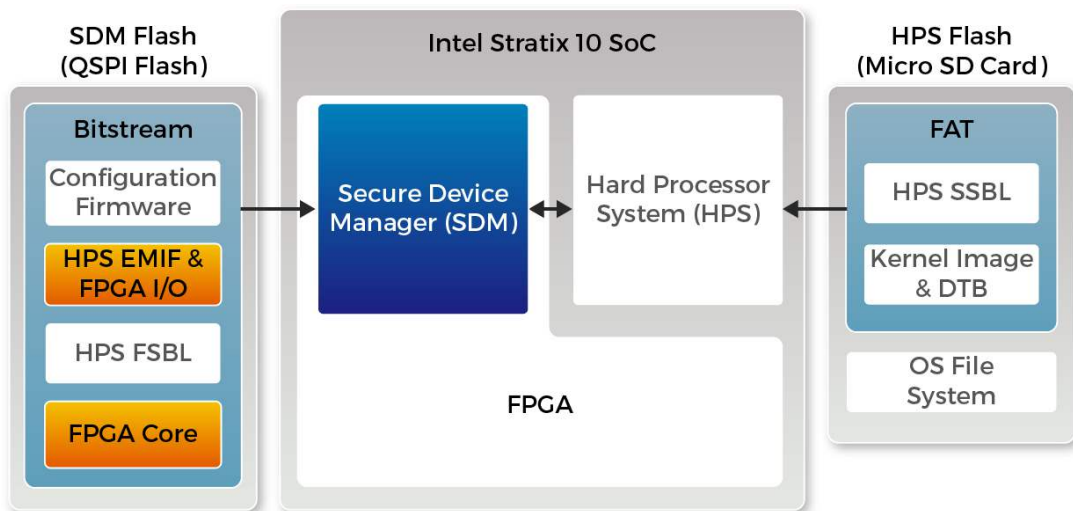 SDM Flash
(QSPI Flash)
Bitstream
Configuration
Firmware
HPS EMIF &
FPGA I/O
HPS FSBL
FPGA Core
Intel Stratix 10 SoC
Secure Device
Manager (SDM)
Hard Processor
System (HPS)
FPGA
HPS Flash
(Micro SD Card)
FAT
HPS SSBL
Kernel Image
& DTB
OS File
System